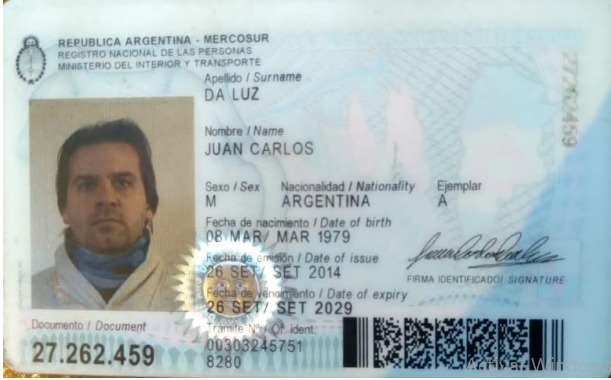 REPUBLICA ARGENTINA - MERCOSUR
REGISTRO NACIONAL DE LAS PERSONAS
MINISTERIO DEL INTERIOR Y TRANSPORTE
Apellido / Surname
DA LUZ
Nombre / Name
JUAN CARLOS
Sexo / Sex Nacionalidad / Nationality Ejemplar
M ARGENTINA A
Fecha de nacimiento / Date of birth
08 MAR/ MAR 1979
Fecha de emisión / Date of issue
26 SET/ SET 2014
FIRMA IDENTIFICADO/ SIGNATURE
Fecha de vencimiento / Date of expiry
26 SET/ SET 2029
Documento / Document
27.262.459
Tramite Nº / Of. ident.
00303245751
8280
27262459
Activar Windows